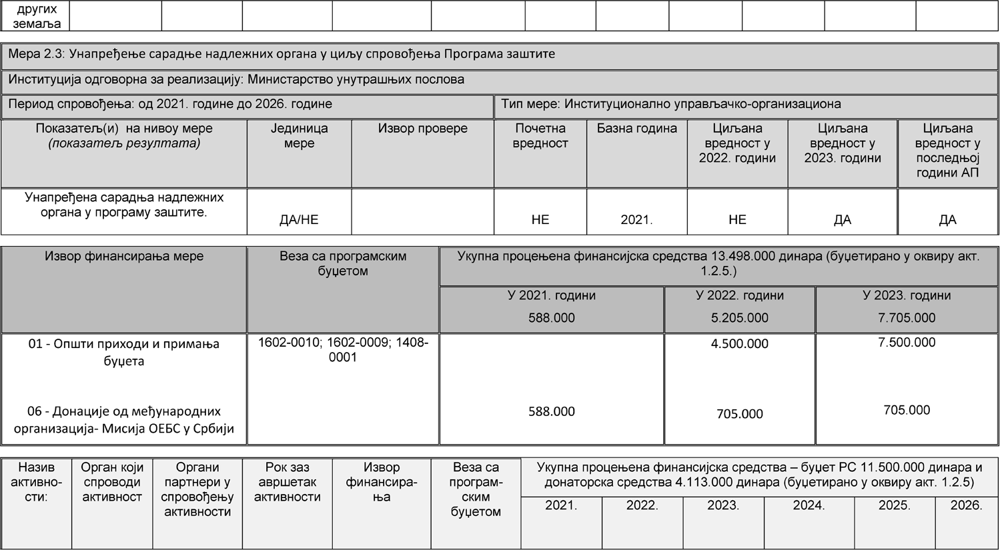 других
земаља
Мера 2.3: Унапређење сарадње надлежних органа у циљу спровођења Програма заштите
Институција одговорна за реализацију: Министарство унутрашњих послова
Период спровођења: од 2021. године до 2026. године
Тип мере: Институционално управљачко-организациона
Показатељ(и) на нивоу мере
(показатељ резултата)
Јединица
мере
Извор провере
Почетна
вредност
Базна година
Циљана
вредност у
2022. години
Циљана
вредност у
2023. години
Циљана
вредност у
последњој
години АП
Унапређена сарадња надлежних
органа у програму заштите.
ДА/НЕ
НЕ
2021.
НЕ
ДА
ДА
Извор финансирања мере
Веза са програмским
буџетом
Укупна процењена финансијска средства 13.498.000 динара (буџетирано у оквиру акт.
1.2.5.)
У 2021. години
588.000
У 2022. години
5.205.000
У 2023. години
7.705.000
01 - Општи приходи и примања
буџета
1602-0010; 1602-0009; 1408-
0001
4.500.000
7.500.000
06 - Донације од међународних
организација- Мисија ОЕБС у Србији
588.000
705.000
705.000
Назив
активно-
сти:
Орган који
спроводи
активност
Органи
партнери у
спровођењу
активности
Рок заз
авршетак
активности
Извор
финансира-
ња
Веза са
програм-
ским
буџетом
Укупна процењена финансијска средства – буџет РС 11.500.000 динара и
донаторска средства 4.113.000 динара (буџетирано у оквиру акт. 1.2.5)
2021.
2022.
2023.
2024.
2025.
2026.